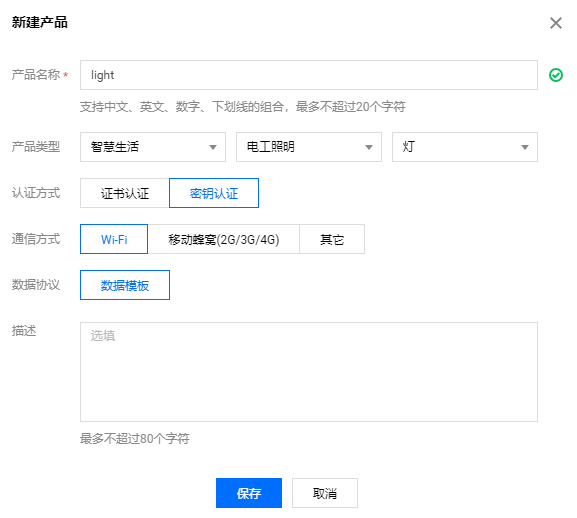 新建产品
产品名称 * light
支持中文、英文、数字、下划线的组合，最多不超过20个字符
产品类型 智慧生活 电工照明 灯
认证方式 证书认证 密钥认证
通信方式 Wi-Fi 移动蜂窝(2G/3G/4G) 其它
数据协议 数据模板
描述 选填
最多不超过80个字符
保存 取消